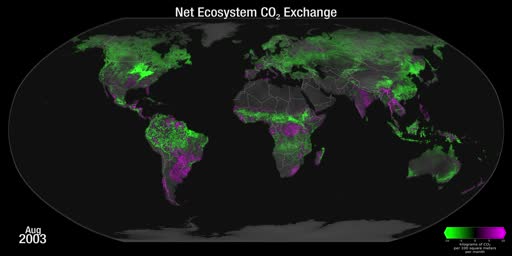 Net Ecosystem CO₂ Exchange
Aug
2003
kilograms of CO₂
per 100 square meters
per month